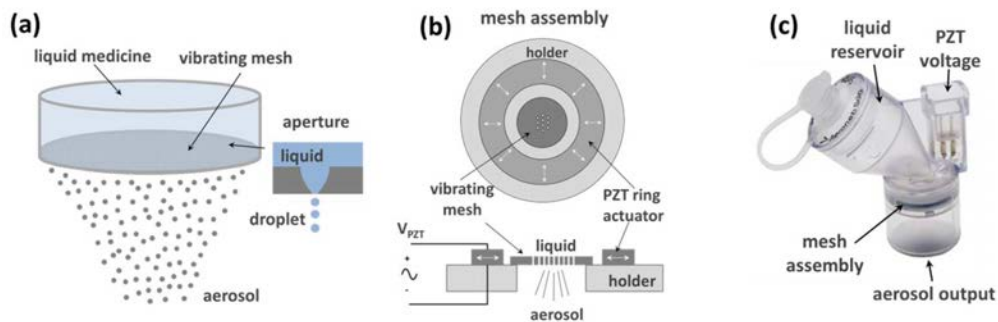 (a)
liquid medicine
vibrating mesh
aperture
liquid
droplet
aerosol
(b)
mesh assembly
holder
vibrating
mesh
PZT ring
actuator
V_PZT
+
~
-
liquid
holder
aerosol
(c)
liquid
reservoir
PZT
voltage
mesh
assembly
aerosol output